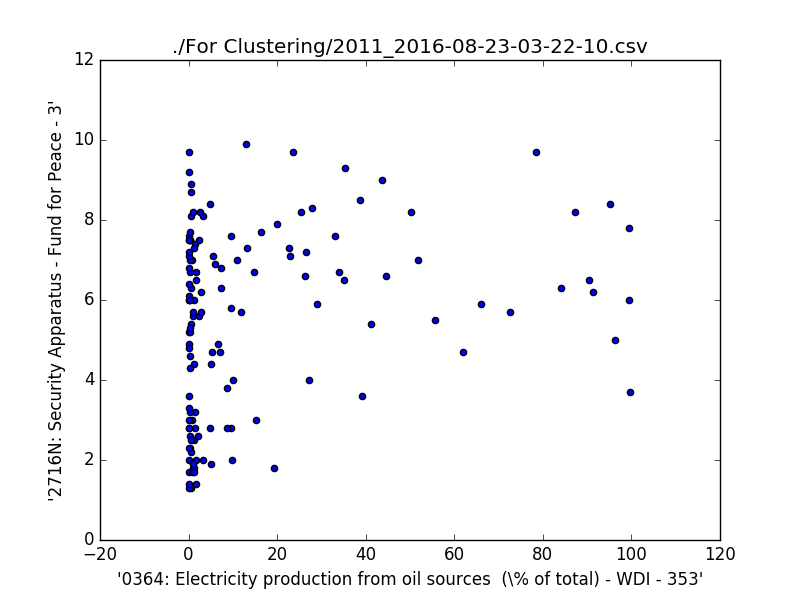 ./For Clustering/2011_2016-08-23-03-22-10.csv
12
10
8
6
4
2
0
'2716N: Security Apparatus - Fund for Peace - 3'
−20 0 20 40 60 80 100 120
'0364: Electricity production from oil sources  (\% of total) - WDI - 353'